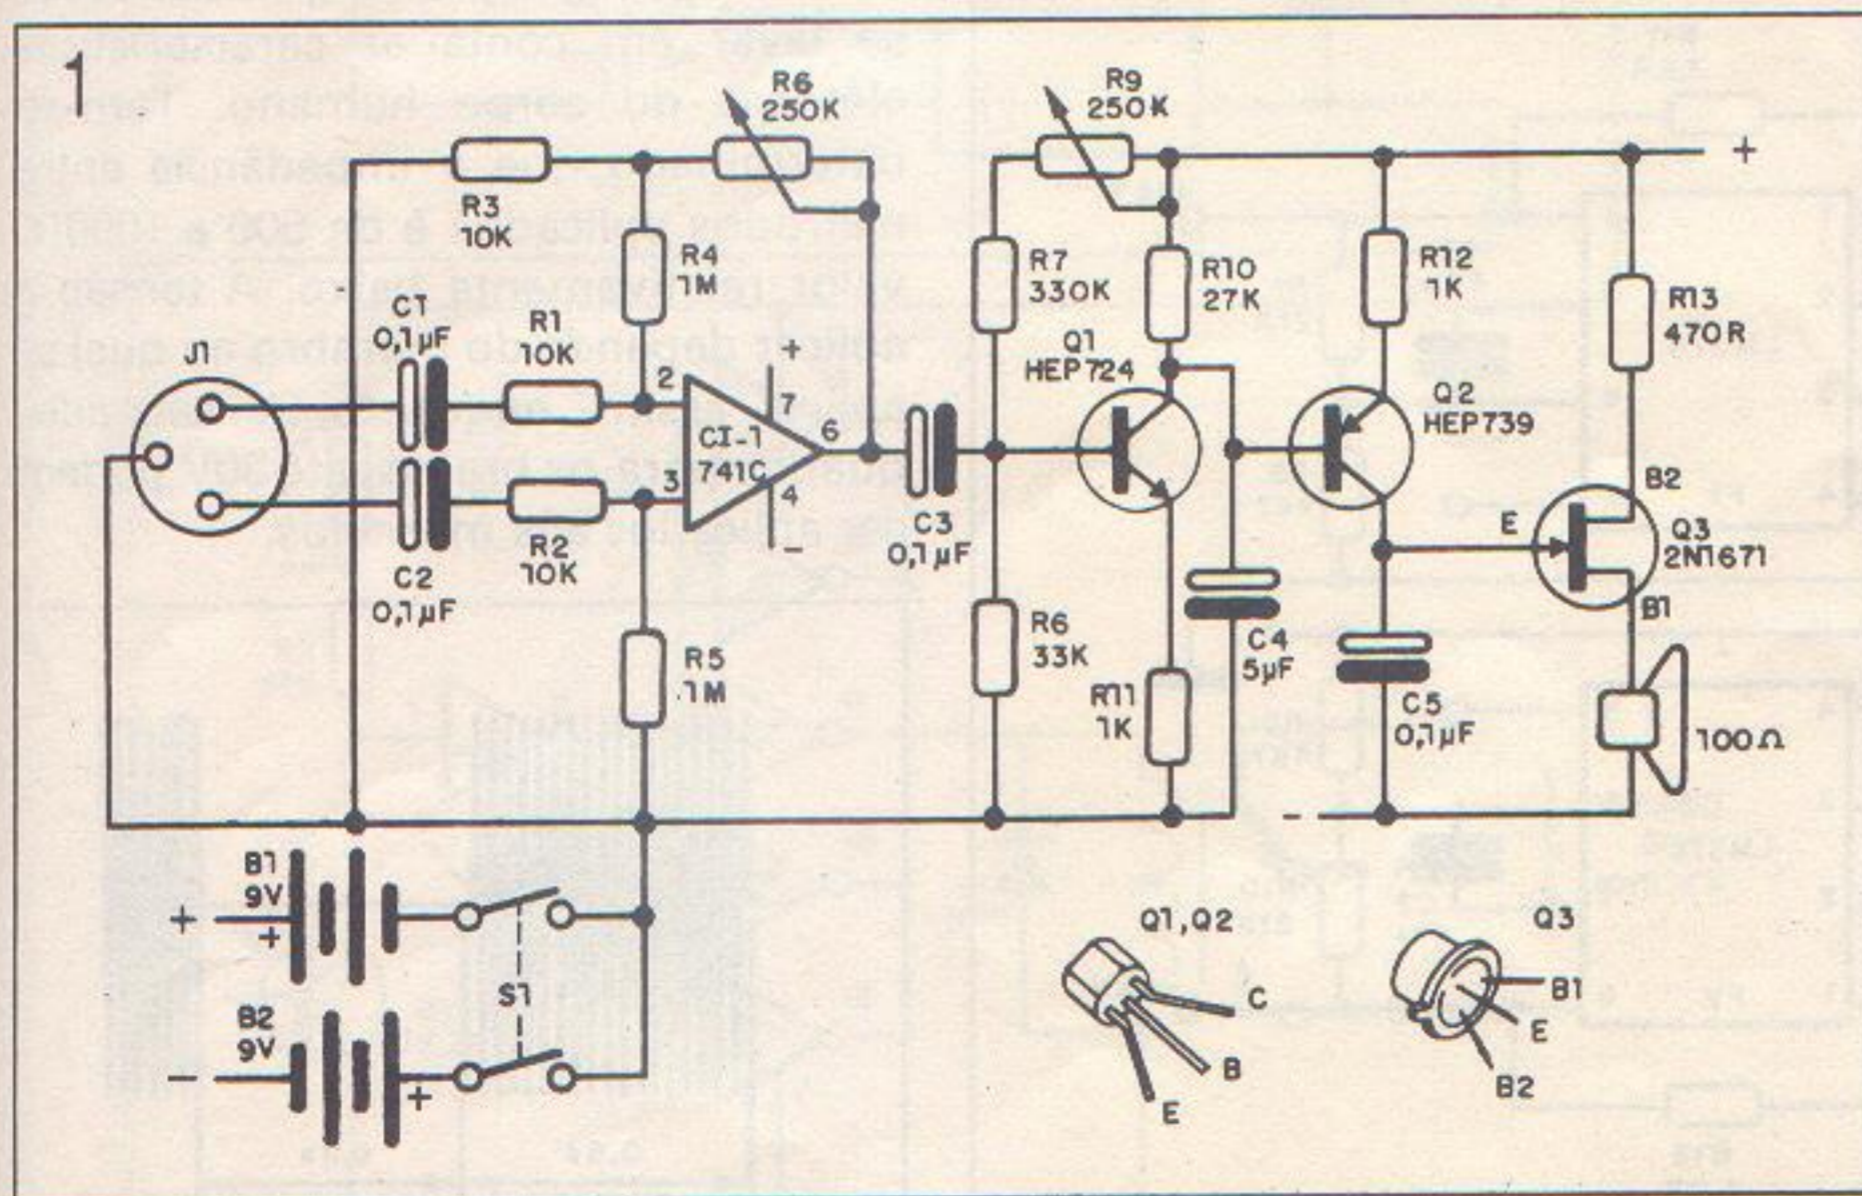 1
R6
250K
R9
250K
+
R3
10K
R4
1M
R7
330K
R10
27K
R12
1K
R13
470R
C1
0,1µF
R1
10K
J1
Q1
HEP724
+
2
7
CI-1
741C
6
3
4
-
Q2
HEP739
B2
E
Q3
2N1671
B1
R2
10K
C2
0,1µF
C3
0,1µF
R5
1M
R6
33K
R11
1K
C4
5µF
C5
0,1µF
100Ω
-
B1
9V
+
+
S1
B2
9V
-
+
Q1,Q2
C
B
E
Q3
B1
E
B2